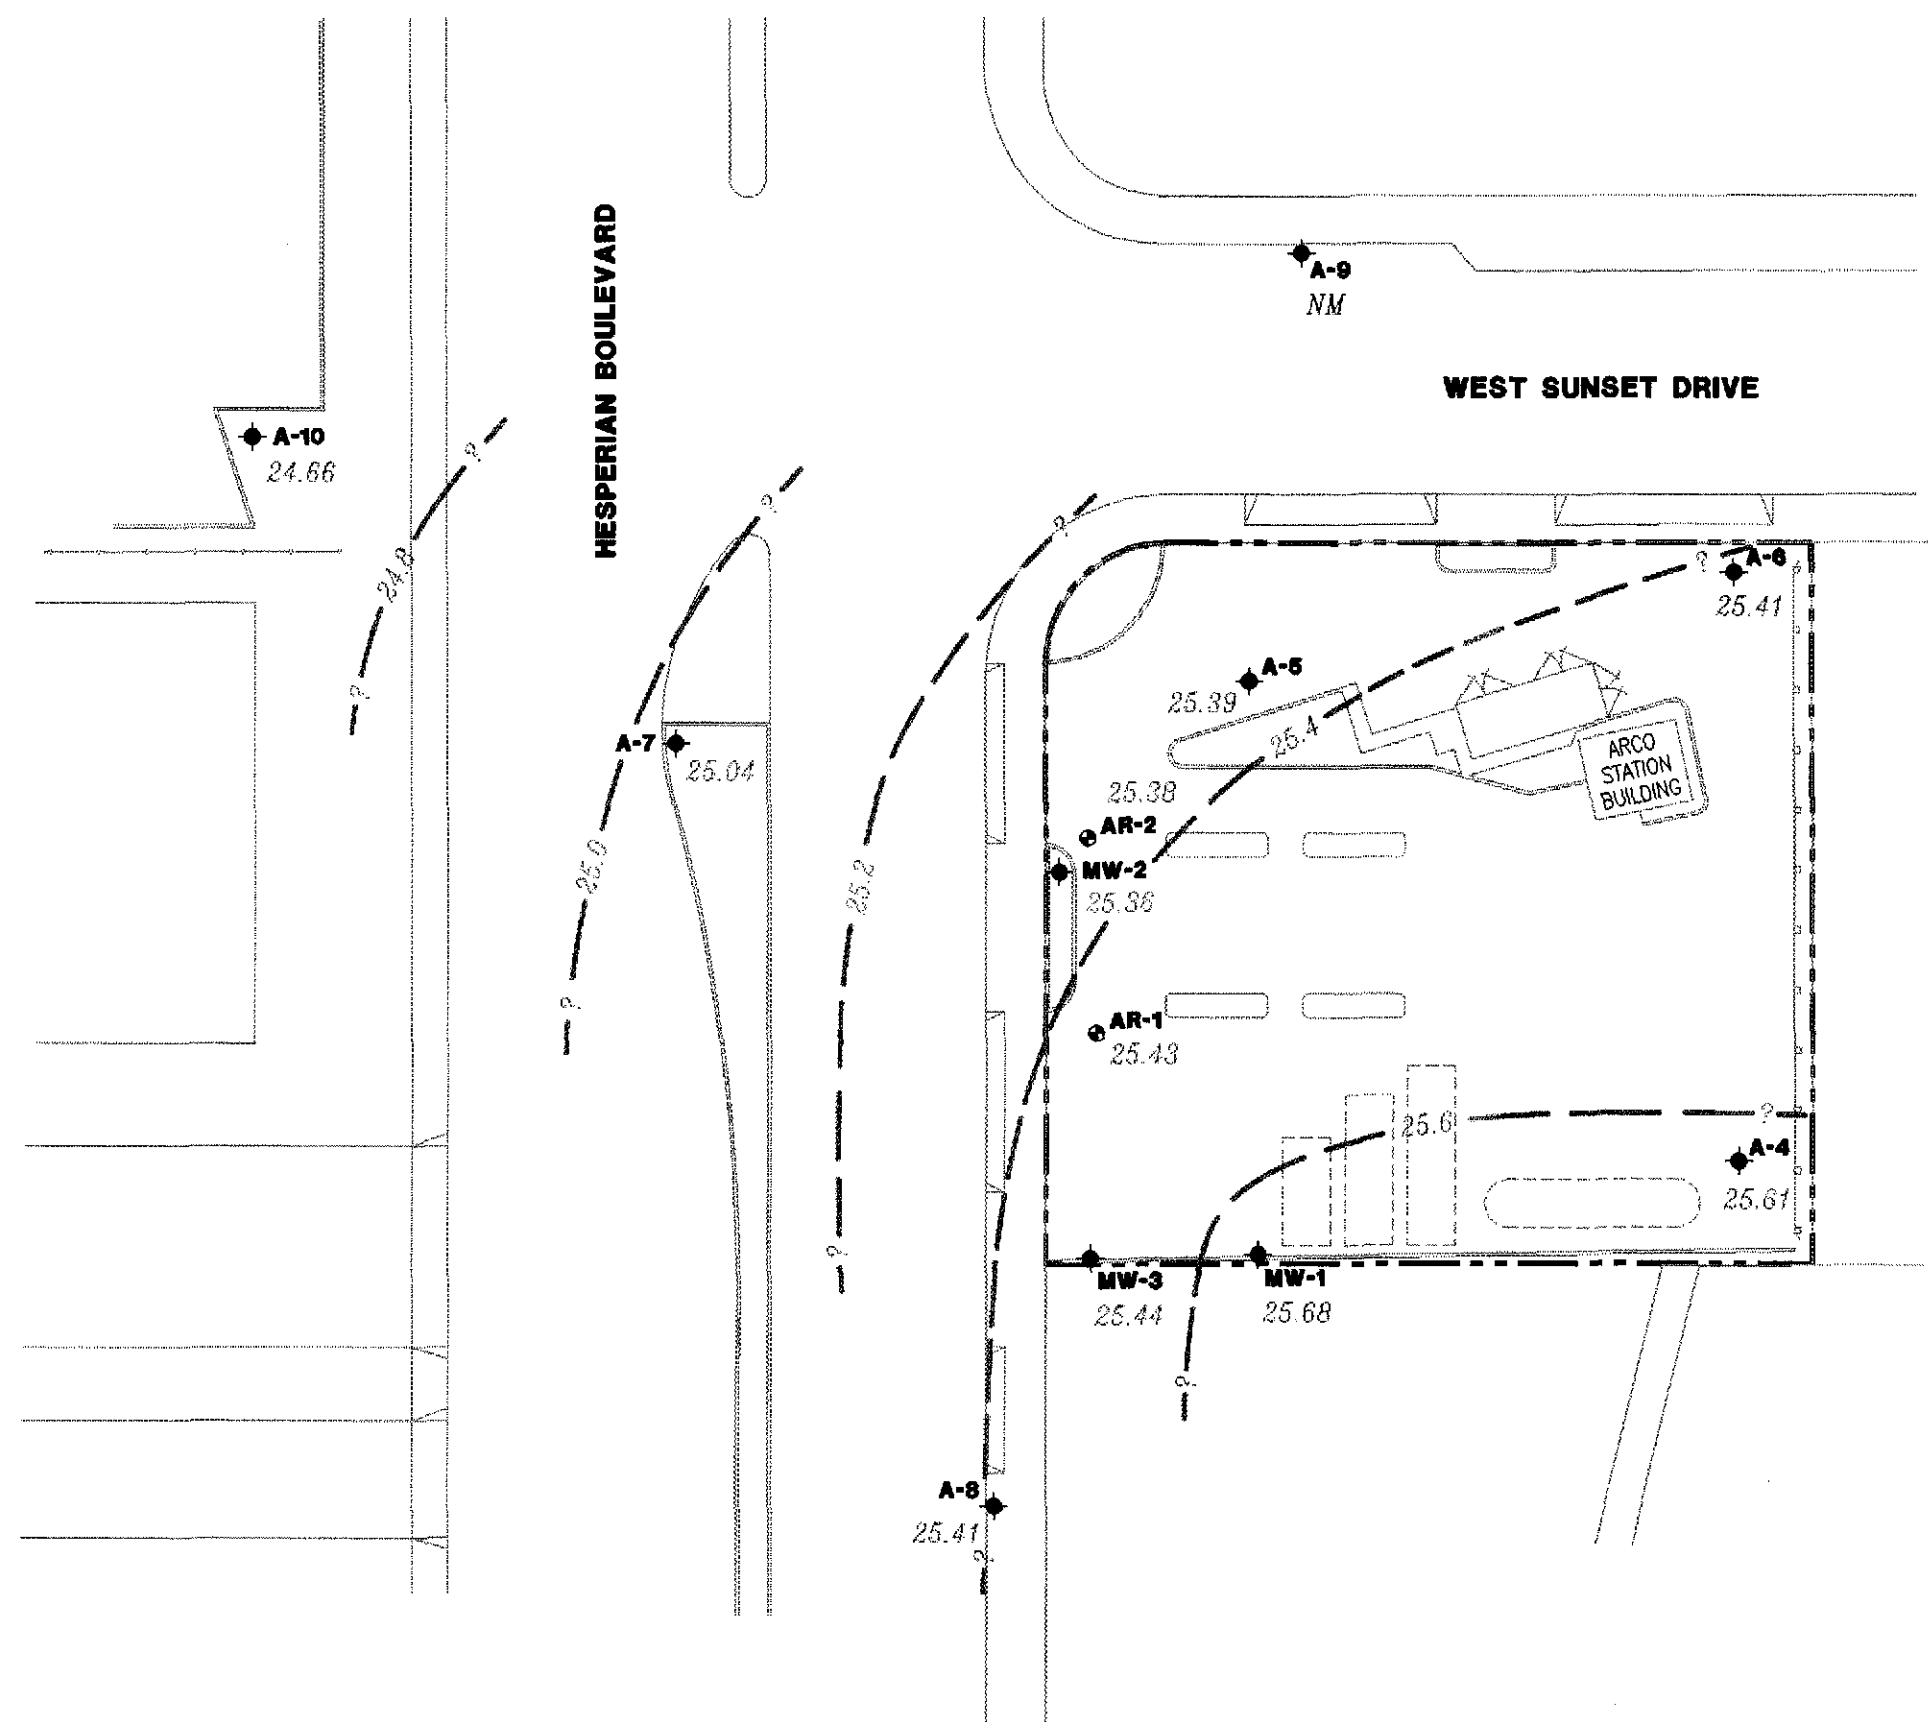 HESPERIAN BOULEVARD
A-9
NM
WEST SUNSET DRIVE
A-10
24.66
?
?
?
?
A-6
25.41
24.8
A-5
25.39
?
25.4
A-7
25.04
ARCO
STATION
BUILDING
25.38
AR-2
25.0
25.2
MW-2
25.36
?
AR-1
25.43
25.6
?
A-4
25.61
?
MW-3
25.44
MW-1
25.68
?
A-8
25.41
?